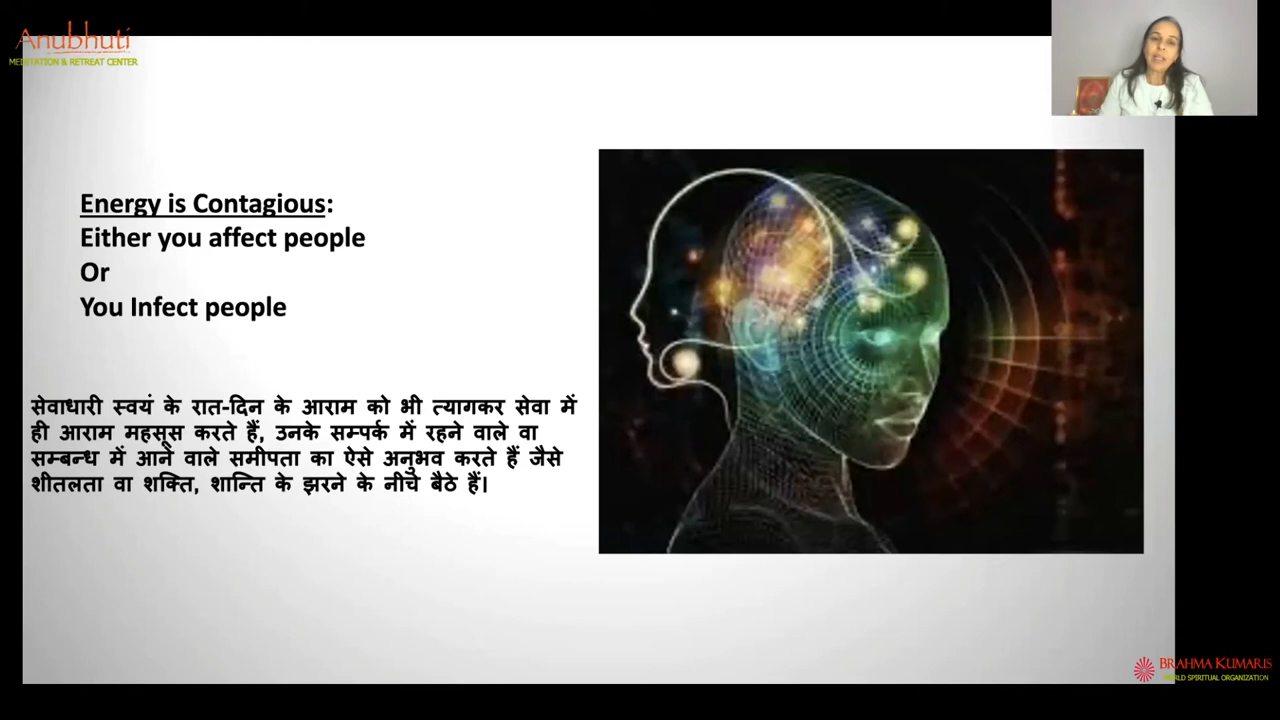 Anubhuti
MEDITATION & RETREAT CENTER
Energy is Contagious:
Either you affect people
Or
You Infect people
सेवाधारी स्वयं के रात-दिन के आराम को भी त्यागकर सेवा में
ही आराम महसूस करते हैं, उनके सम्पर्क में रहने वाले वा
सम्बन्ध में आने वाले समीपता का ऐसे अनुभव करते हैं जैसे
शीतलता वा शक्ति, शान्ति के झरने के नीचे बैठे हैं।
BRAHMA KUMARIS
WORLD SPIRITUAL ORGANIZATION